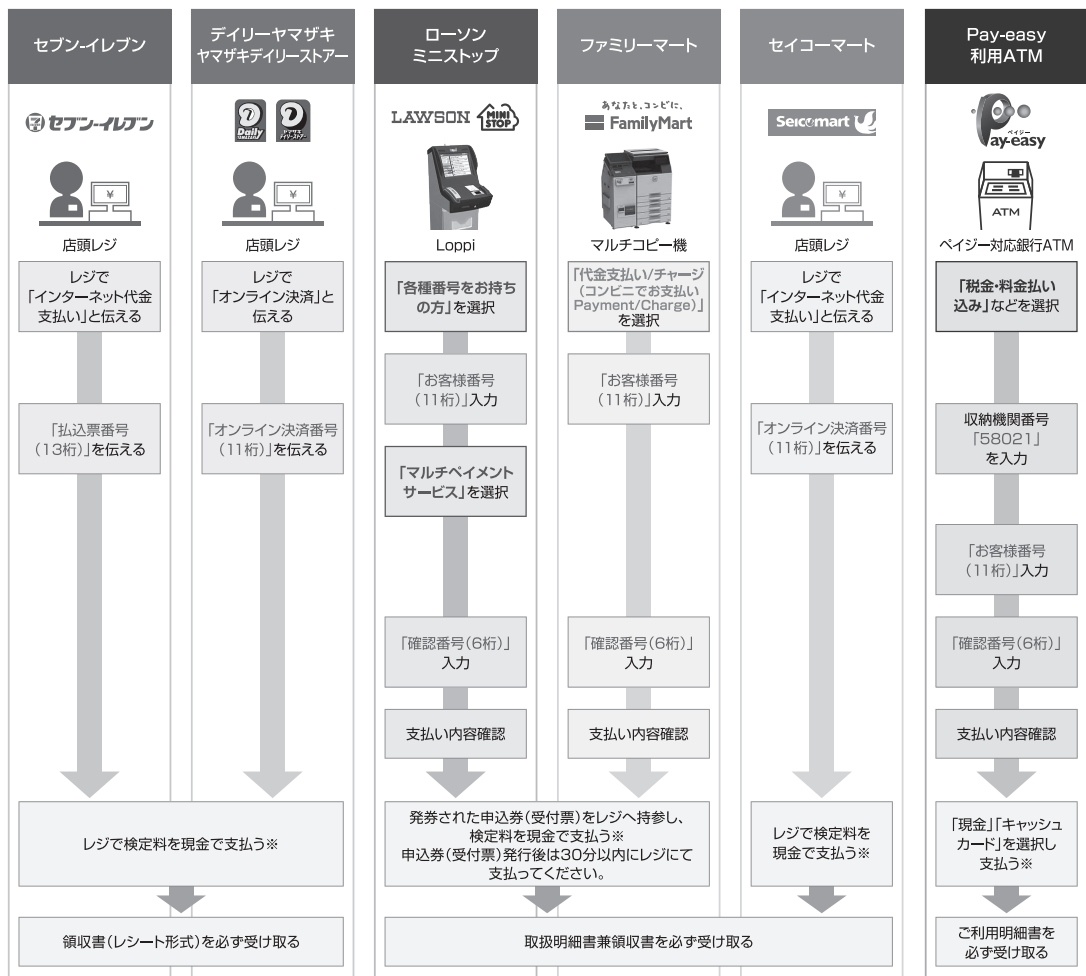 セブン-イレブン
セブン-イレブン
店頭レジ
レジで
「インターネット代金
支払い」と伝える
「払込票番号
(13桁)」を伝える
デイリーヤマザキ
ヤマザキデイリーストアー
Daily
YAMAZAKI
ヤマザキ
デイリーストアー
店頭レジ
レジで
「オンライン決済」と
伝える
「オンライン決済番号
(11桁)」を伝える
レジで検定料を現金で支払う※
領収書(レシート形式)を必ず受け取る
ローソン
ミニストップ
LAWSON
MINI
STOP
Loppi
「各種番号をお持ち
の方」を選択
「お客様番号
(11桁)」入力
「マルチペイメント
サービス」を選択
「確認番号(6桁)」
入力
支払い内容確認
ファミリーマート
あなたと、コンビに、
FamilyMart
マルチコピー機
「代金支払い/チャージ
(コンビニでお支払い
Payment/Charge)」
を選択
「お客様番号
(11桁)」入力
「確認番号(6桁)」
入力
支払い内容確認
発券された申込券(受付票)をレジへ持参し、
検定料を現金で支払う※
申込券(受付票)発行後は30分以内にレジにて
支払ってください。
セイコーマート
Seicomart
¥
店頭レジ
レジで
「インターネット代金
支払い」と伝える
「オンライン決済番号
(11桁)」を伝える
レジで検定料を
現金で支払う※
取扱明細書兼領収書を必ず受け取る
Pay-easy
利用ATM
ペイジー
Pay-easy
ATM
ペイジー対応銀行ATM
「税金・料金払い
込み」などを選択
収納機関番号
「58021」
を入力
「お客様番号
(11桁)」入力
「確認番号(6桁)」
入力
支払い内容確認
「現金」「キャッシュ
カード」を選択し
支払う※
ご利用明細書を
必ず受け取る